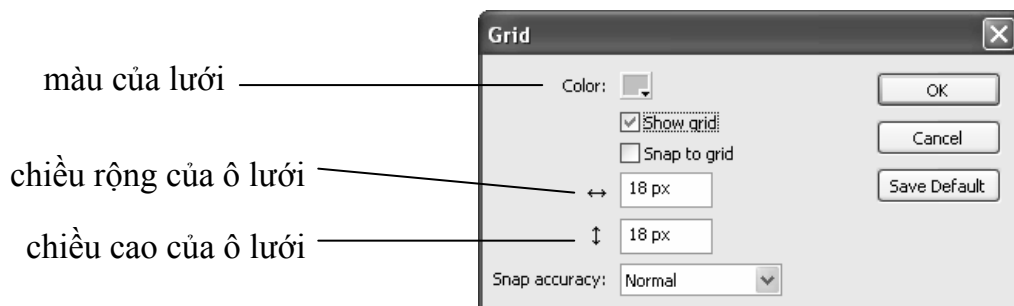 Grid
màu của lưới
Color:
OK
Show grid
Cancel
Snap to grid
chiều rộng của ô lưới
18 px
Save Default
chiều cao của ô lưới
18 px
Snap accuracy: Normal